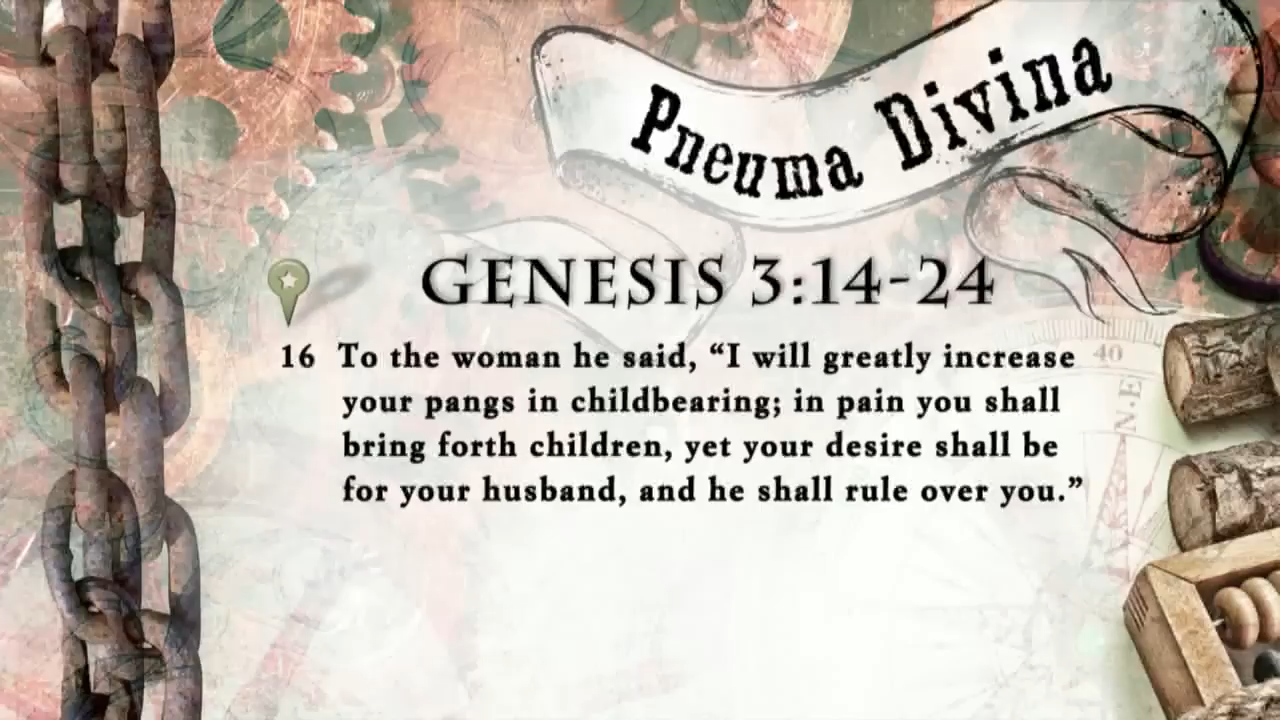 Pneuma Divina
GENESIS 3:14-24
16 To the woman he said, “I will greatly increase
your pangs in childbearing; in pain you shall
bring forth children, yet your desire shall be
for your husband, and he shall rule over you.”
40
N.E